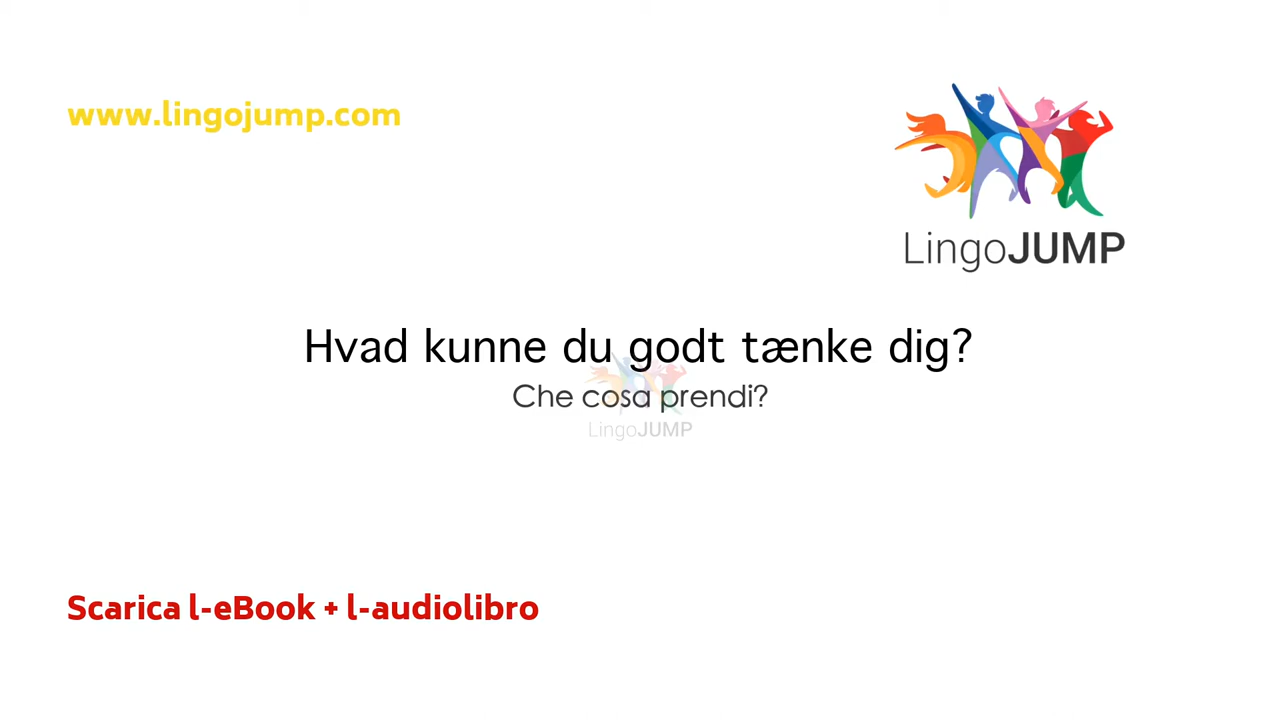 www.lingojump.com
LingoJUMP
Hvad kunne du godt tænke dig?
Che cosa prendi?
LingoJUMP
Scarica l-eBook + l-audiolibro